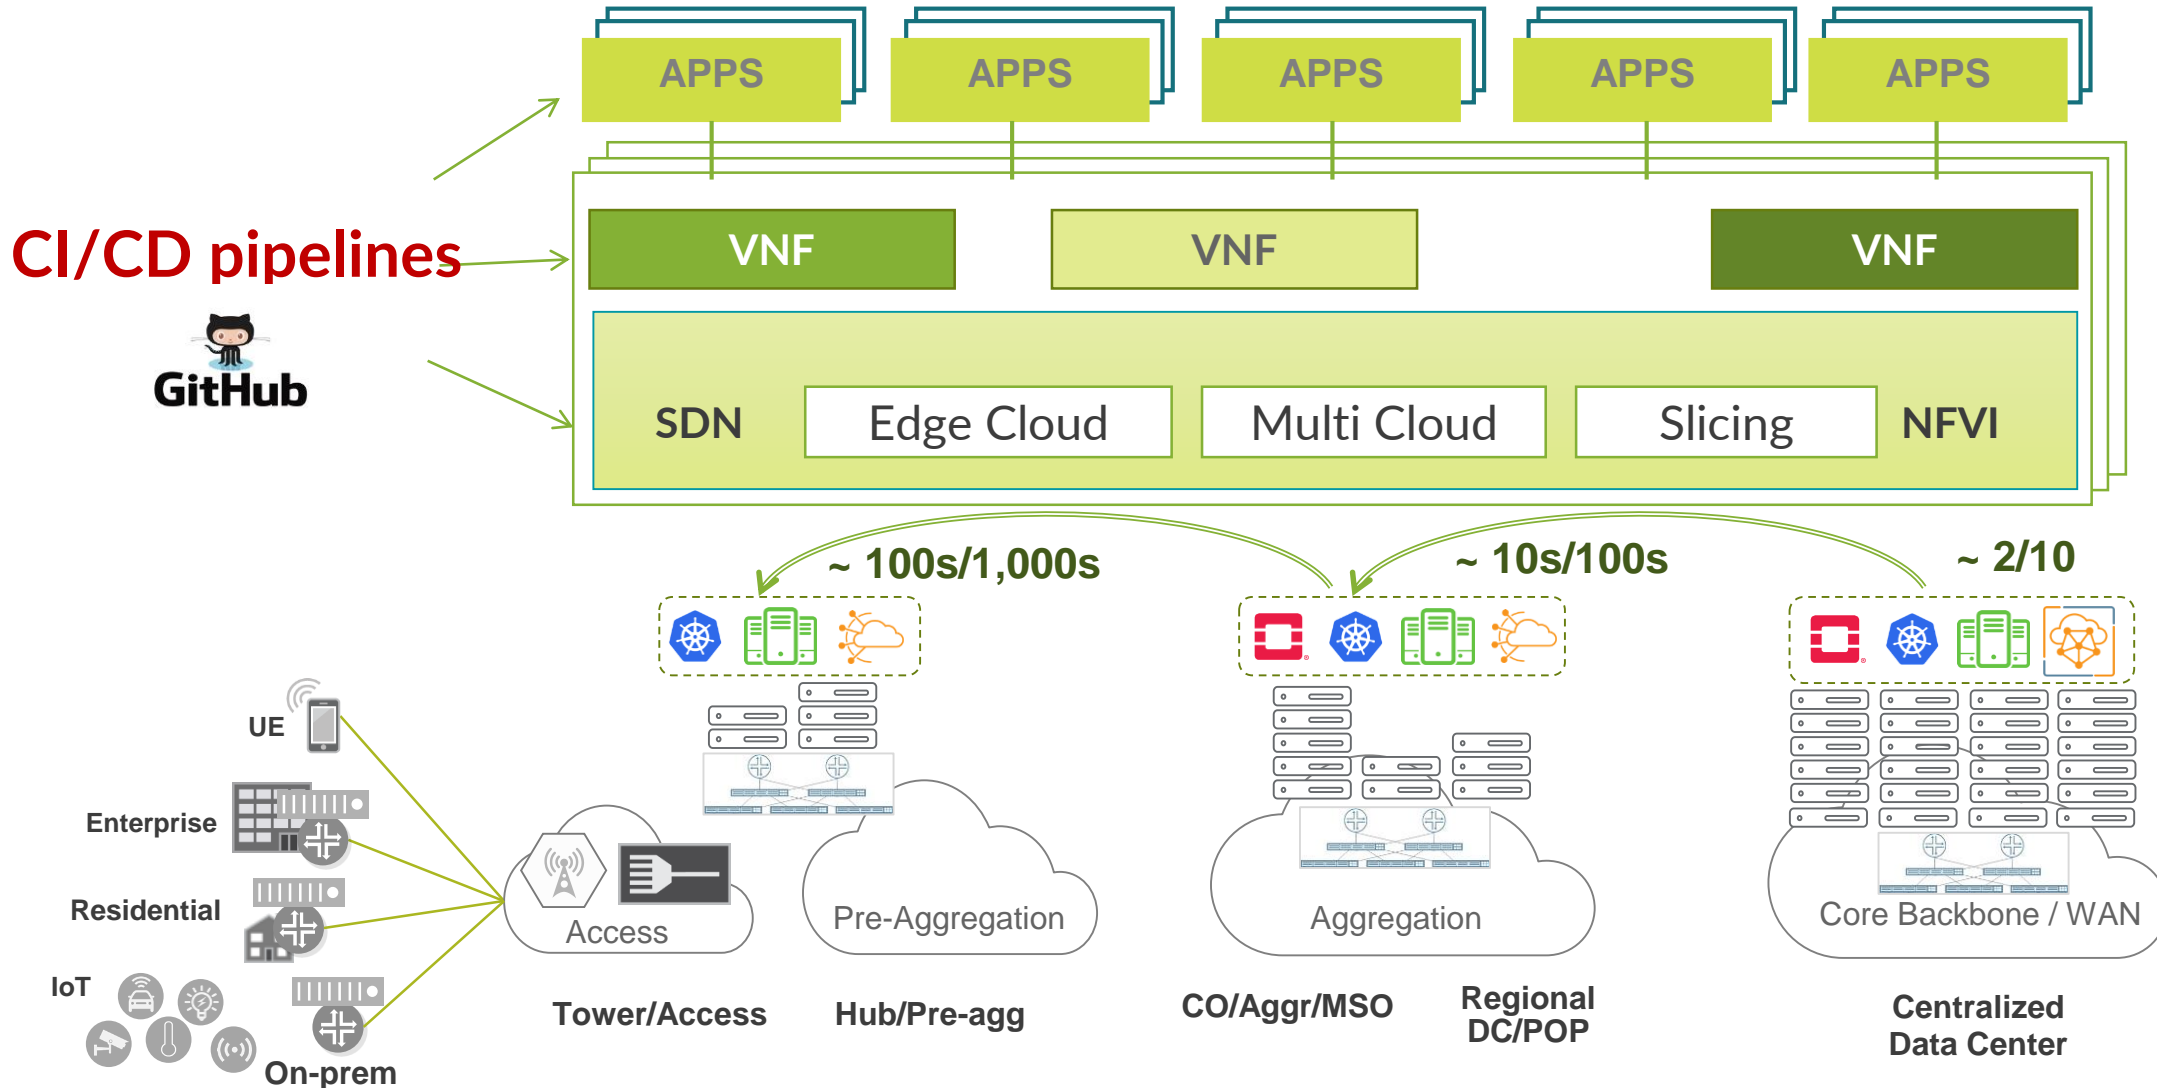 APPS
APPS
APPS
APPS
APPS
CI/CD pipelines
GitHub
VNF
VNF
VNF
SDN
Edge Cloud
Multi Cloud
Slicing
NFVI
~ 100s/1,000s
~ 10s/100s
~ 2/10
UE
Enterprise
Residential
IoT
On-prem
Access
Pre-Aggregation
Aggregation
Core Backbone / WAN
Tower/Access
Hub/Pre-agg
CO/Aggr/MSO
Regional
DC/POP
Centralized
Data Center